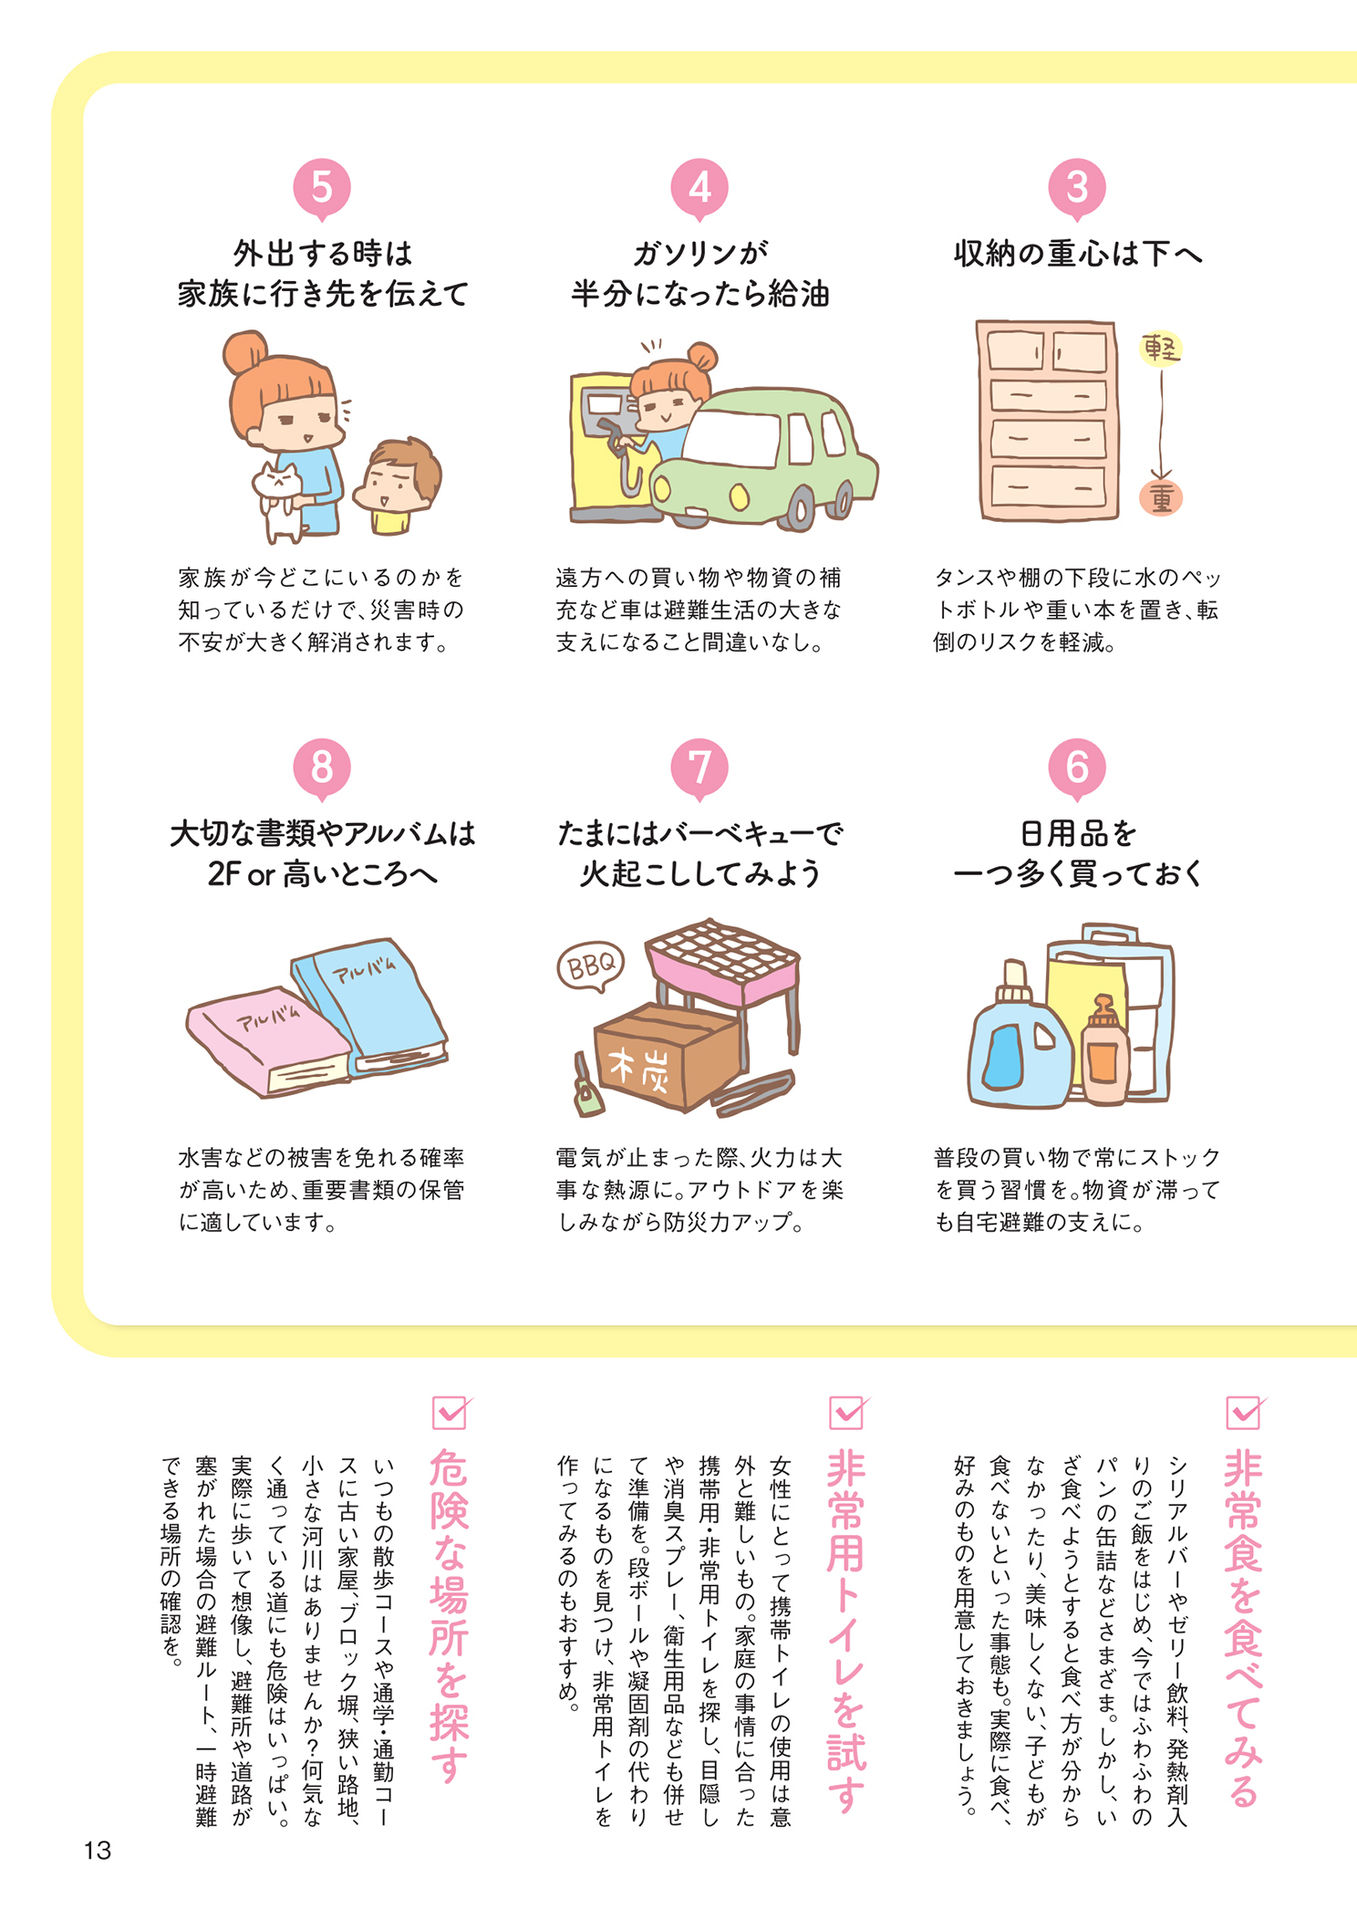 3
収納の重心は下へ
軽
重
タンスや棚の下段に水のペッ
トボトルや重い本を置き、転
倒のリスクを軽減。
4
ガソリンが
半分になったら給油
遠方への買い物や物資の補
充など車は避難生活の大きな
支えになること間違いなし。
5
外出する時は
家族に行き先を伝えて
家族が今どこにいるのかを
知っているだけで、災害時の
不安が大きく解消されます。
6
日用品を
一つ多く買っておく
普段の買い物で常にストック
を買う習慣を。物資が滞って
も自宅避難の支えに。
7
たまにはバーベキューで
火起こししてみよう
BBQ
木炭
電気が止まった際、火力は大
事な熱源に。アウトドアを楽
しみながら防災力アップ。
8
大切な書類やアルバムは
2F or 高いところへ
アルバム
アルバム
水害などの被害を免れる確率
が高いため、重要書類の保管
に適しています。
非常食を食べてみる
シリアルバーやゼリー飲料、発熱剤入
りのご飯をはじめ、今ではふわふわの
パンの缶詰などさまざま。しかし、い
ざ食べようとすると食べ方が分から
なかったり、美味しくない、子どもが
食べないといった事態も。実際に食べ、
好みのものを用意しておきましょう。
非常用トイレを試す
女性にとって携帯トイレの使用は意
外と難しいもの。家庭の事情に合った
携帯用・非常用トイレを探し、目隠し
や消臭スプレー、衛生用品なども併せ
て準備を。段ボールや凝固剤の代わり
になるものを見つけ、非常用トイレを
作ってみるのもおすすめ。
危険な場所を探す
いつもの散歩コースや通学・通勤コー
スに古い家屋、ブロック塀、狭い路地、
小さな河川はありませんか？何気な
く通っている道にも危険はいっぱい。
実際に歩いて想像し、避難所や道路が
塞がれた場合の避難ルート、一時避難
できる場所の確認を。
13